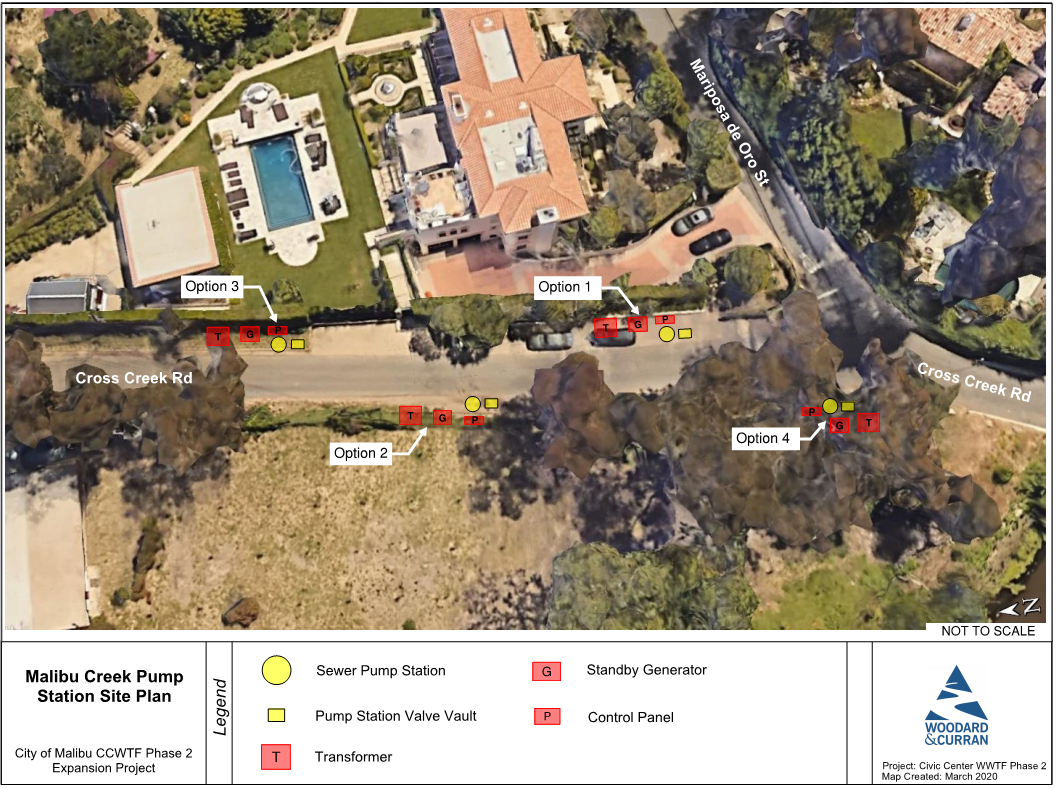 Mariposa de Oro St
Option 3
Option 1
T G P
T G P
Cross Creek Rd
Cross Creek Rd
T G P
P G T
Option 2
Option 4
Z
NOT TO SCALE
Malibu Creek Pump
Station Site Plan
City of Malibu CCWTF Phase 2
Expansion Project
Legend
Sewer Pump Station
Pump Station Valve Vault
T Transformer
G Standby Generator
P Control Panel
WOODARD
&CURRAN
Project: Civic Center WWTF Phase 2
Map Created: March 2020